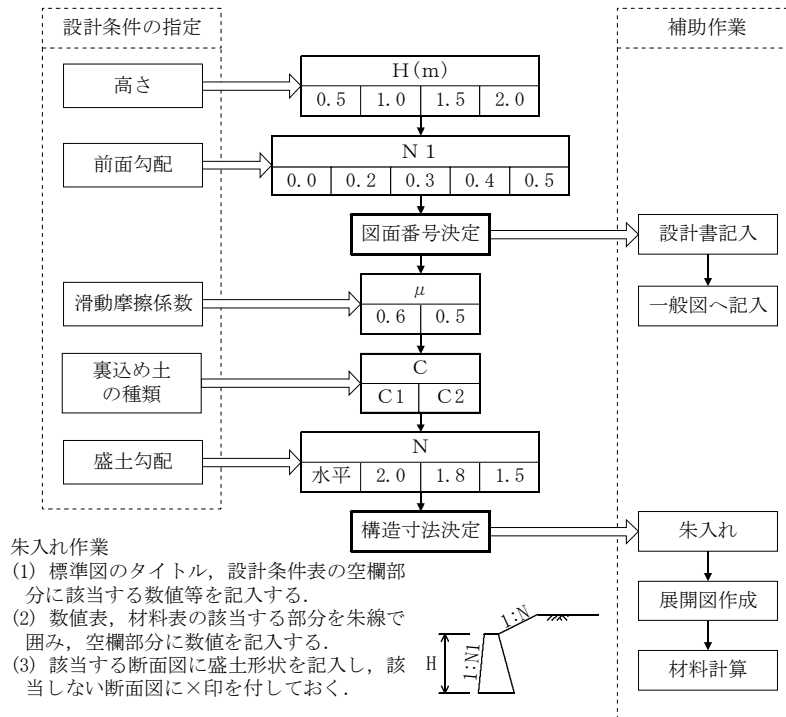 設計条件の指定
補助作業
高さ
H(m)
0.5 1.0 1.5 2.0
前面勾配
N1
0.0 0.2 0.3 0.4 0.5
図面番号決定
設計書記入
一般図へ記入
滑動摩擦係数
μ
0.6 0.5
裏込め土
の種類
C
C1 C2
盛土勾配
N
水平 2.0 1.8 1.5
構造寸法決定
朱入れ
展開図作成
材料計算
朱入れ作業
(1) 標準図のタイトル，設計条件表の空欄部
分に該当する数値等を記入する．
(2) 数値表，材料表の該当する部分を朱線で
囲み，空欄部分に数値を記入する．
(3) 該当する断面図に盛土形状を記入し，該
当しない断面図に×印を付しておく．
1:N
H
1:N1